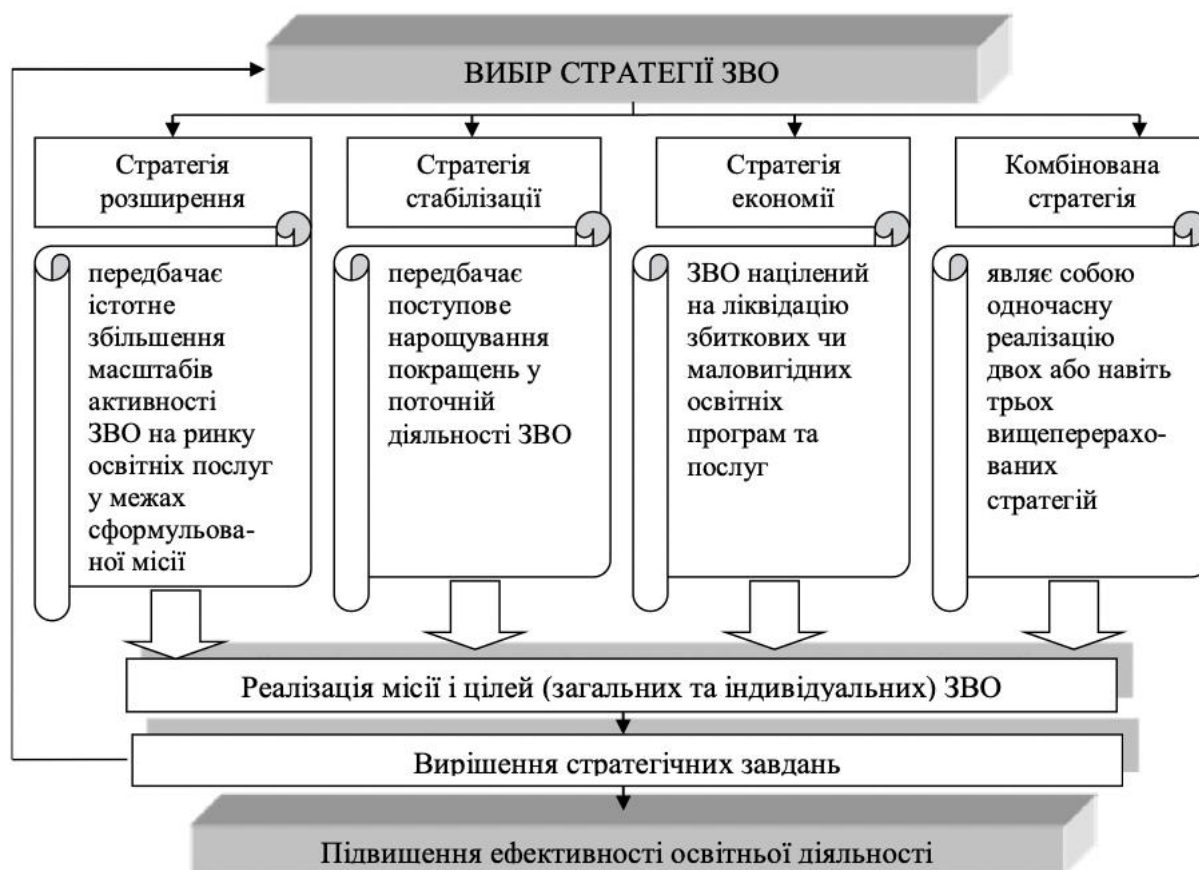 ВИБІР СТРАТЕГІЇ ЗВО
Стратегія
розширення
Стратегія
стабілізації
Стратегія
економії
Комбінована
стратегія
передбачає
істотне
збільшення
масштабів
активності
ЗВО на ринку
освітніх послуг
у межах
сформульова-
ної місії
передбачає
поступове
нарощування
покращень у
поточній
діяльності ЗВО
ЗВО націлений
на ліквідацію
збиткових чи
маловигідних
освітніх
програм та
послуг
являє собою
одночасну
реалізацію
двох або навіть
трьох
вищеперерахо-
ваних
стратегій
Реалізація місії і цілей (загальних та індивідуальних) ЗВО
Вирішення стратегічних завдань
Підвищення ефективності освітньої діяльності